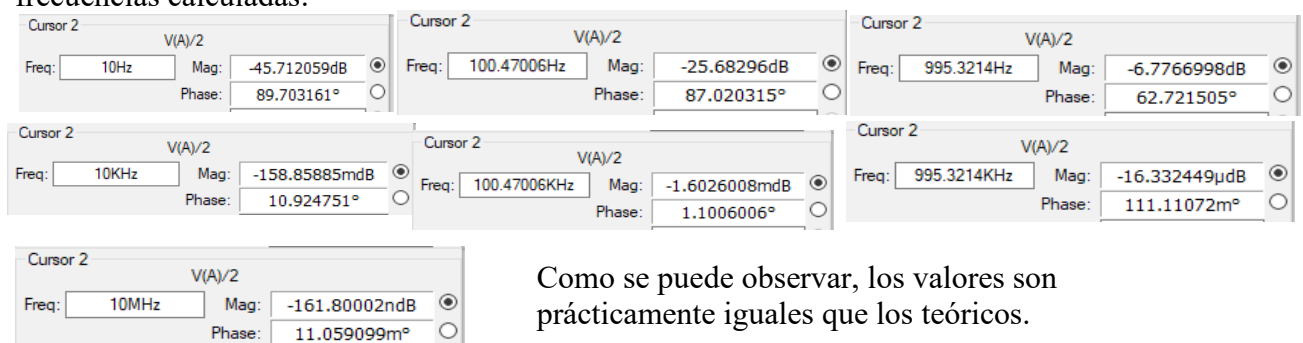 frecuencias calculadas:
Cursor 2
V(A)/2
Freq: 10Hz Mag: -45.712059dB
Phase: 89.703161°
Cursor 2
V(A)/2
Freq: 100.47006Hz Mag: -25.68296dB
Phase: 87.020315°
Cursor 2
V(A)/2
Freq: 995.3214Hz Mag: -6.7766998dB
Phase: 62.721505°
Cursor 2
V(A)/2
Freq: 10KHz Mag: -158.85885mdB
Phase: 10.924751°
Cursor 2
V(A)/2
Freq: 100.47006KHz Mag: -1.6026008mdB
Phase: 1.1006006°
Cursor 2
V(A)/2
Freq: 995.3214KHz Mag: -16.332449µdB
Phase: 111.11072m°
Cursor 2
V(A)/2
Freq: 10MHz Mag: -161.80002ndB
Phase: 11.059099m°
Como se puede observar, los valores son
prácticamente iguales que los teóricos.